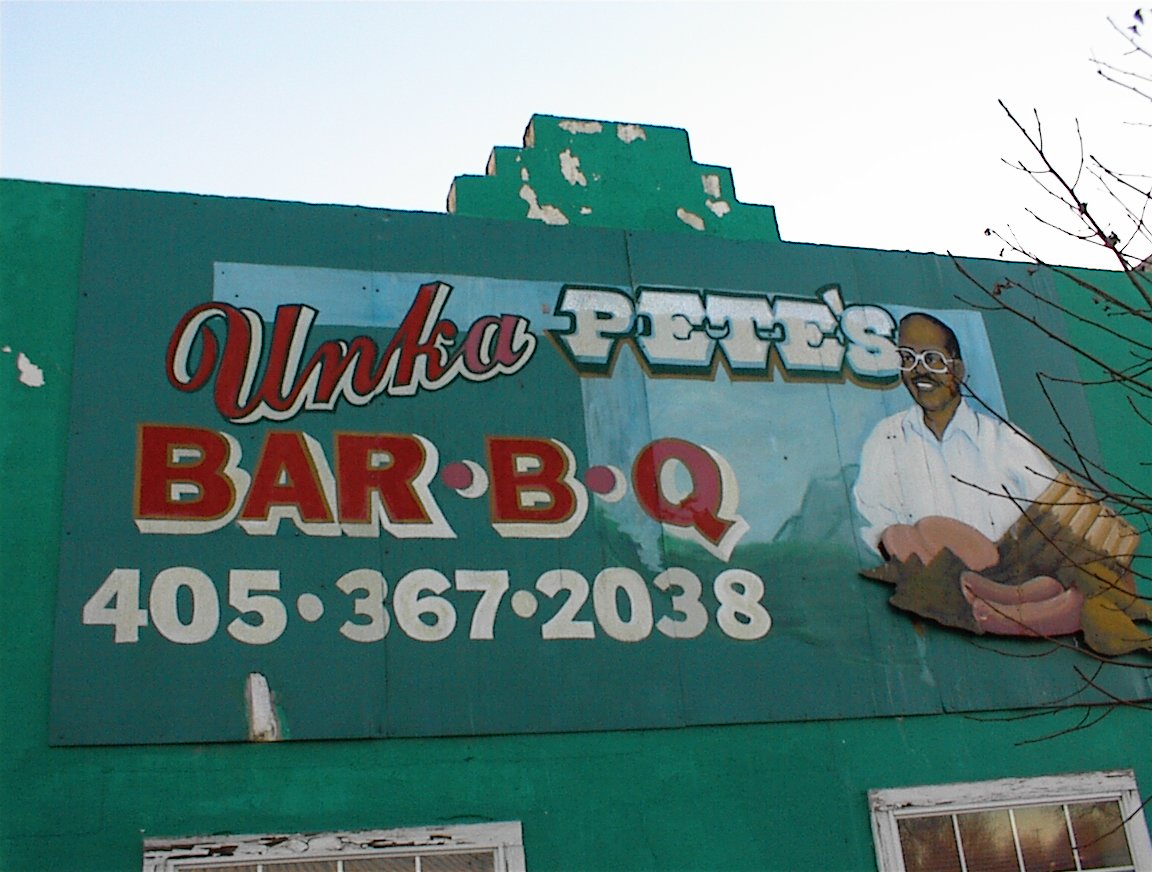 Unka PETE'S
BAR•B•Q
405•367•2038